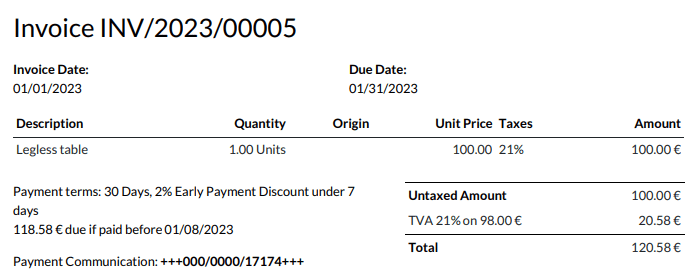 Invoice INV/2023/00005
Invoice Date: Due Date:
01/01/2023 01/31/2023
Description Quantity Origin Unit Price Taxes Amount
Legless table 1.00 Units 100.00 21% 100.00 €
Payment terms: 30 Days, 2% Early Payment Discount under 7
days
118.58 € due if paid before 01/08/2023
Payment Communication: +++000/0000/17174+++
Untaxed Amount 100.00 €
TVA 21% on 98.00 € 20.58 €
Total 120.58 €